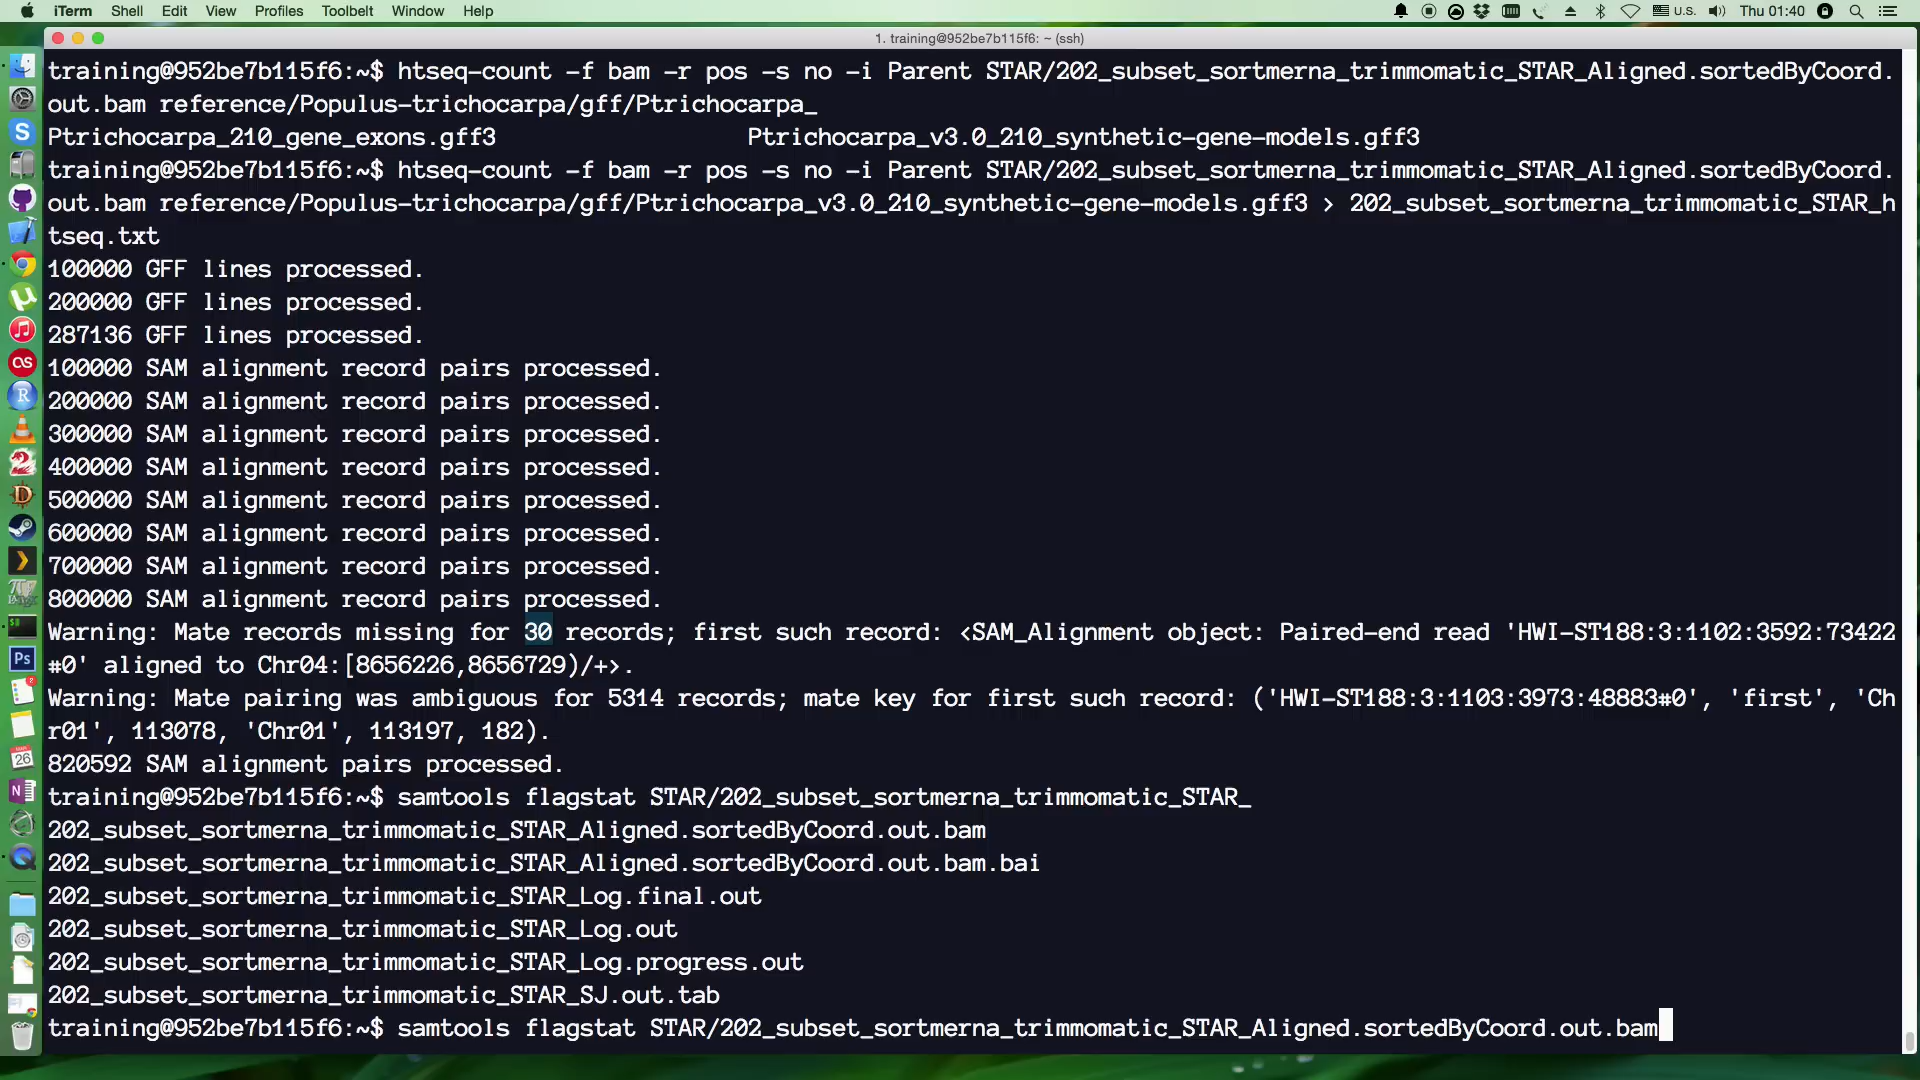 iTerm Shell Edit View Profiles Toolbelt Window Help U.S. Thu 01:40
1. training@952be7b115f6: ~ (ssh)
training@952be7b115f6:~$ htseq-count -f bam -r pos -s no -i Parent STAR/202_subset_sortmerna_trimmomatic_STAR_Aligned.sortedByCoord.
out.bam reference/Populus-trichocarpa/gff/Ptrichocarpa_
Ptrichocarpa_210_gene_exons.gff3 Ptrichocarpa_v3.0_210_synthetic-gene-models.gff3
training@952be7b115f6:~$ htseq-count -f bam -r pos -s no -i Parent STAR/202_subset_sortmerna_trimmomatic_STAR_Aligned.sortedByCoord.
out.bam reference/Populus-trichocarpa/gff/Ptrichocarpa_v3.0_210_synthetic-gene-models.gff3 > 202_subset_sortmerna_trimmomatic_STAR_h
tseq.txt
100000 GFF lines processed.
200000 GFF lines processed.
287136 GFF lines processed.
100000 SAM alignment record pairs processed.
200000 SAM alignment record pairs processed.
300000 SAM alignment record pairs processed.
400000 SAM alignment record pairs processed.
500000 SAM alignment record pairs processed.
600000 SAM alignment record pairs processed.
700000 SAM alignment record pairs processed.
800000 SAM alignment record pairs processed.
Warning: Mate records missing for 30 records; first such record: <SAM_Alignment object: Paired-end read 'HWI-ST188:3:1102:3592:73422
#0' aligned to Chr04:[8656226,8656729)/+>.
Warning: Mate pairing was ambiguous for 5314 records; mate key for first such record: ('HWI-ST188:3:1103:3973:48883#0', 'first', 'Ch
r01', 113078, 'Chr01', 113197, 182).
820592 SAM alignment pairs processed.
training@952be7b115f6:~$ samtools flagstat STAR/202_subset_sortmerna_trimmomatic_STAR_
202_subset_sortmerna_trimmomatic_STAR_Aligned.sortedByCoord.out.bam
202_subset_sortmerna_trimmomatic_STAR_Aligned.sortedByCoord.out.bam.bai
202_subset_sortmerna_trimmomatic_STAR_Log.final.out
202_subset_sortmerna_trimmomatic_STAR_Log.out
202_subset_sortmerna_trimmomatic_STAR_Log.progress.out
202_subset_sortmerna_trimmomatic_STAR_SJ.out.tab
training@952be7b115f6:~$ samtools flagstat STAR/202_subset_sortmerna_trimmomatic_STAR_Aligned.sortedByCoord.out.bam